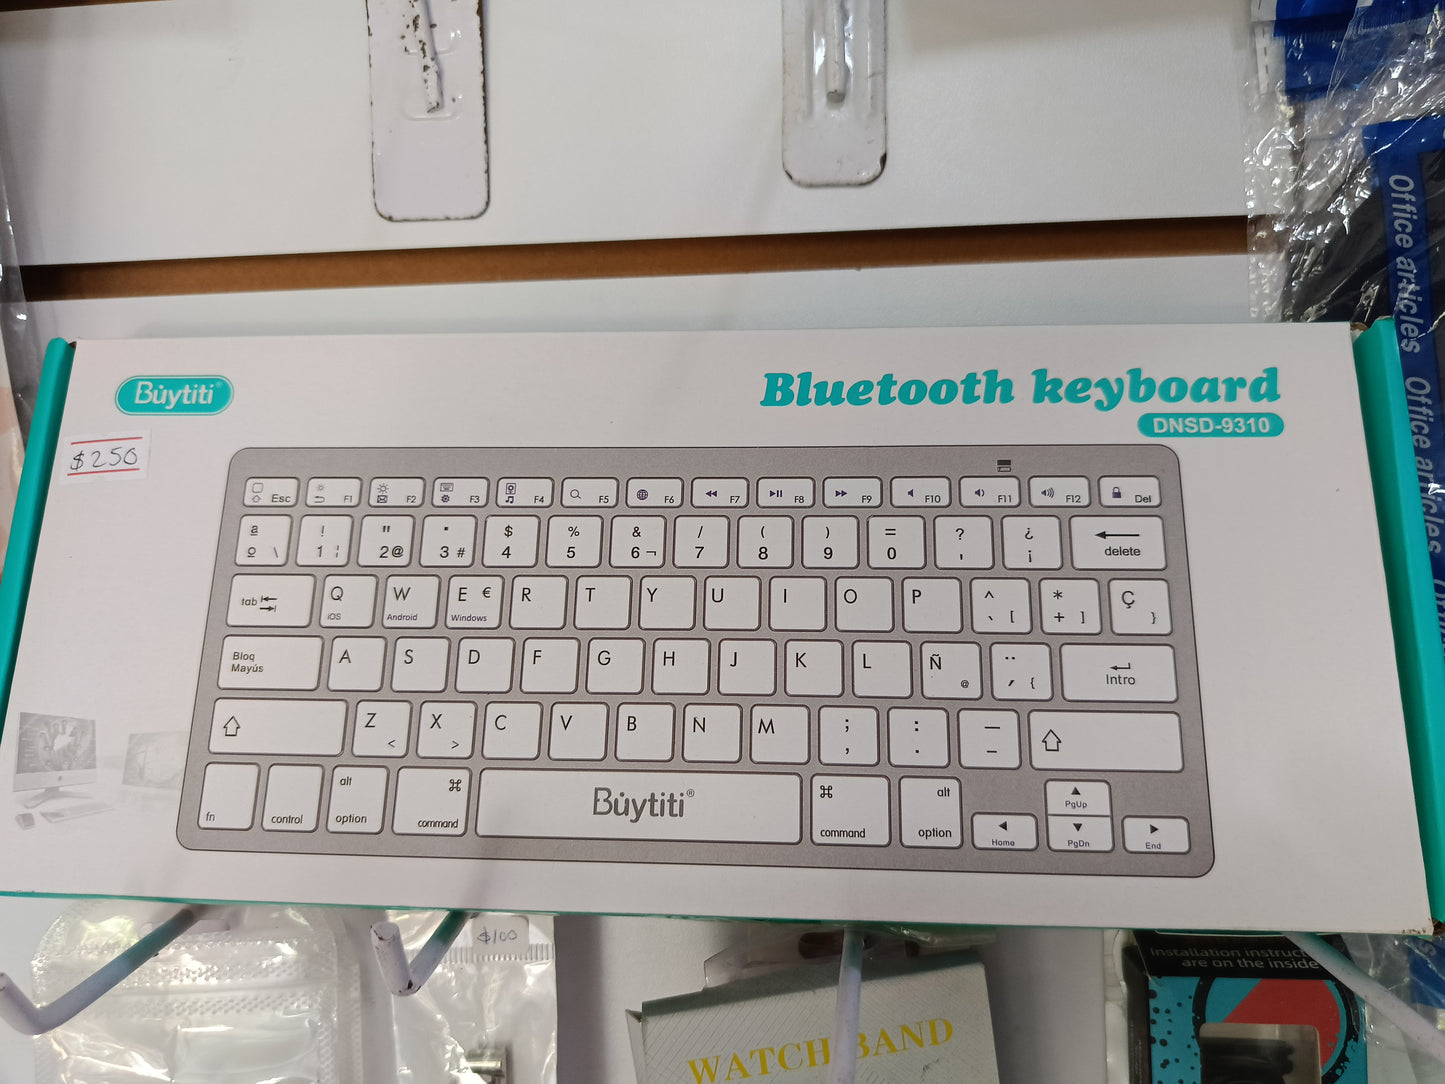 Büytiti®
Bluetooth keyboard
DNSD-9310
$250
Esc F1 F2 F3 F4 F5 F6 F7 F8 F9 F10 F11 F12 Del
ª ! " · $ % & / ( ) = ? ¿
º \ 1 ¦ 2@ 3 # 4 5 6 ¬ 7 8 9 0 ' ¡ delete
tab Q W E € R T Y U I O P ^ * Ç
iOS Android Windows ` [ + ] }
Bloq
Mayús A S D F G H J K L Ñ ¨
@ ´ { Intro
Z X C V B N M ; : —
< > , . –
alt ⌘ Büytiti® ⌘ alt PgUp
fn control option command command option Home PgDn End
Office articles Office articles
$100
WATCH BAND
Installation instruc
are on the inside